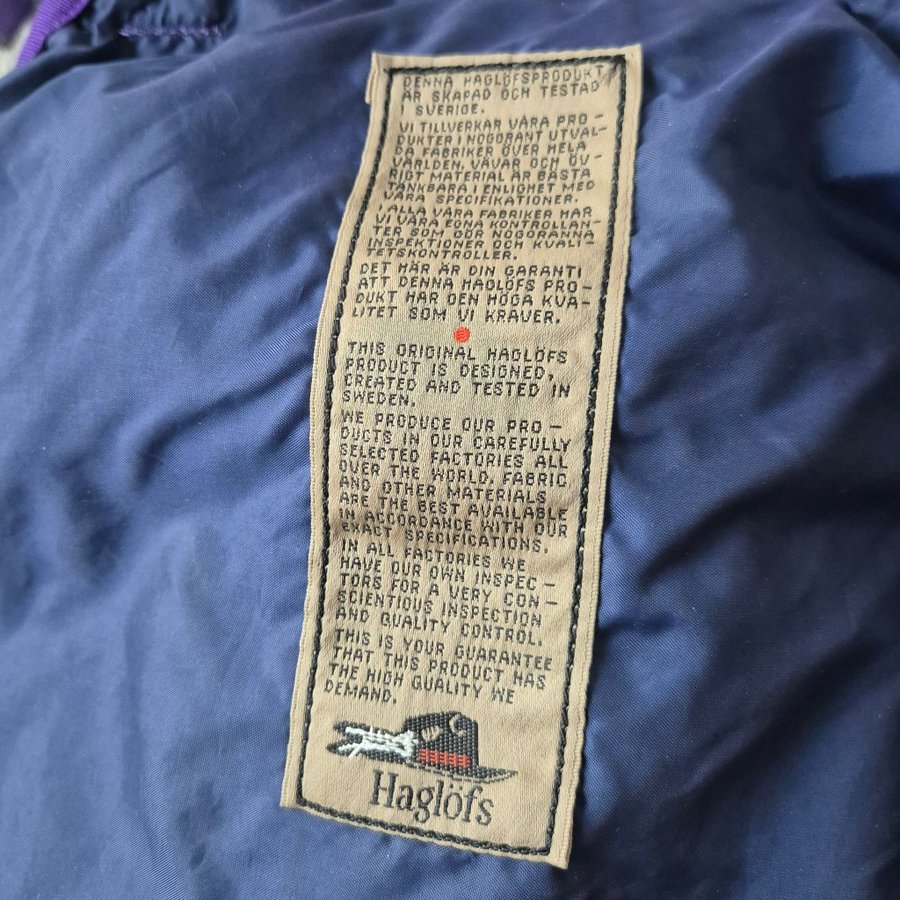 DENNA HAGLÖFSPRODUKT
ÄR SKAPAD OCH TESTAD
I SVERIGE.
VI TILLVERKAR VÅRA PRO-
DUKTER I NOGGRANT UTVAL-
DA FABRIKER ÖVER HELA
VÄRLDEN. VÄVAR OCH ÖV-
RIGT MATERIAL ÄR BÄSTA
TÄNKBARA I ENLIGHET MED
VÅRA SPECIFIKATIONER.
I ALLA VÅRA FABRIKER HAR
VI VÅRA EGNA KONTROLLAN-
TER SOM GÖR NOGGRANNA
INSPEKTIONER OCH KVALI-
TETSKONTROLLER.
DET HÄR ÄR DIN GARANTI
ATT DENNA HAGLÖFS PRO-
DUKT HAR DEN HÖGA KVA-
LITET SOM VI KRÄVER.
THIS ORIGINAL HAGLÖFS
PRODUCT IS DESIGNED,
CREATED AND TESTED IN
SWEDEN.
WE PRODUCE OUR PRO-
DUCTS IN OUR CAREFULLY
SELECTED FACTORIES ALL
OVER THE WORLD. FABRIC
AND OTHER MATERIALS
ARE THE BEST AVAILABLE
IN ACCORDANCE WITH OUR
EXACT SPECIFICATIONS.
IN ALL FACTORIES WE
HAVE OUR OWN INSPEC-
TORS FOR A VERY CON-
SCIENTIOUS INSPECTION
AND QUALITY CONTROL.
THIS IS YOUR GUARANTEE
THAT THIS PRODUCT HAS
THE HIGH QUALITY WE
DEMAND.
Haglöfs